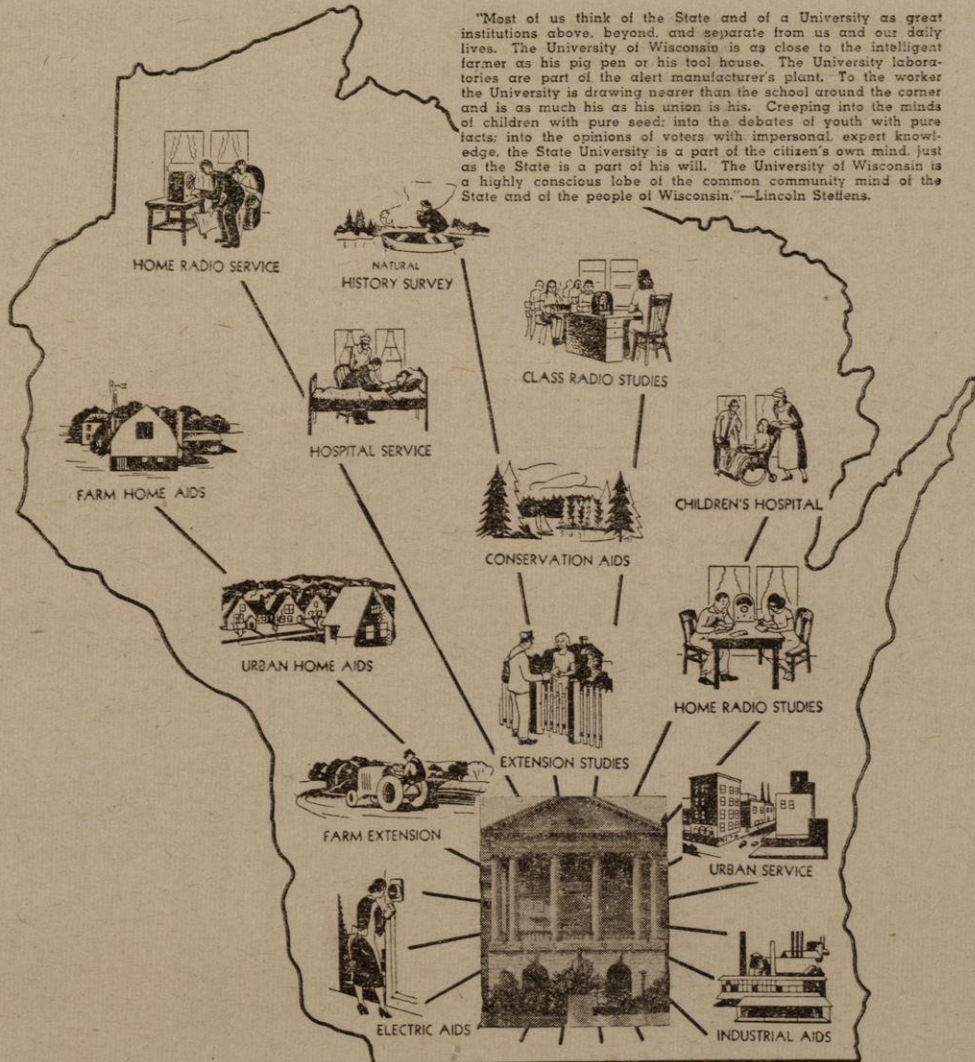 "Most of us think of the State and of a University as great
institutions above, beyond, and separate from us and our daily
lives. The University of Wisconsin is as close to the intelligent
farmer as his pig pen or his tool house. The University labora-
tories are part of the alert manufacturer's plant. To the worker
the University is drawing nearer than the school around the corner
and is as much his as his union is his. Creeping into the minds
of children with pure seed; into the debates of youth with pure
facts; into the opinions of voters with impersonal, expert knowl-
edge, the State University is a part of the citizen's own mind, just
as the State is a part of his will. The University of Wisconsin is
a highly conscious lobe of the common community mind of the
State and of the people of Wisconsin."—Lincoln Steffens.
HOME RADIO SERVICE
NATURAL
HISTORY SURVEY
CLASS RADIO STUDIES
HOSPITAL SERVICE
FARM HOME AIDS
CHILDREN'S HOSPITAL
CONSERVATION AIDS
URBAN HOME AIDS
HOME RADIO STUDIES
EXTENSION STUDIES
FARM EXTENSION
URBAN SERVICE
ELECTRIC AIDS
INDUSTRIAL AIDS